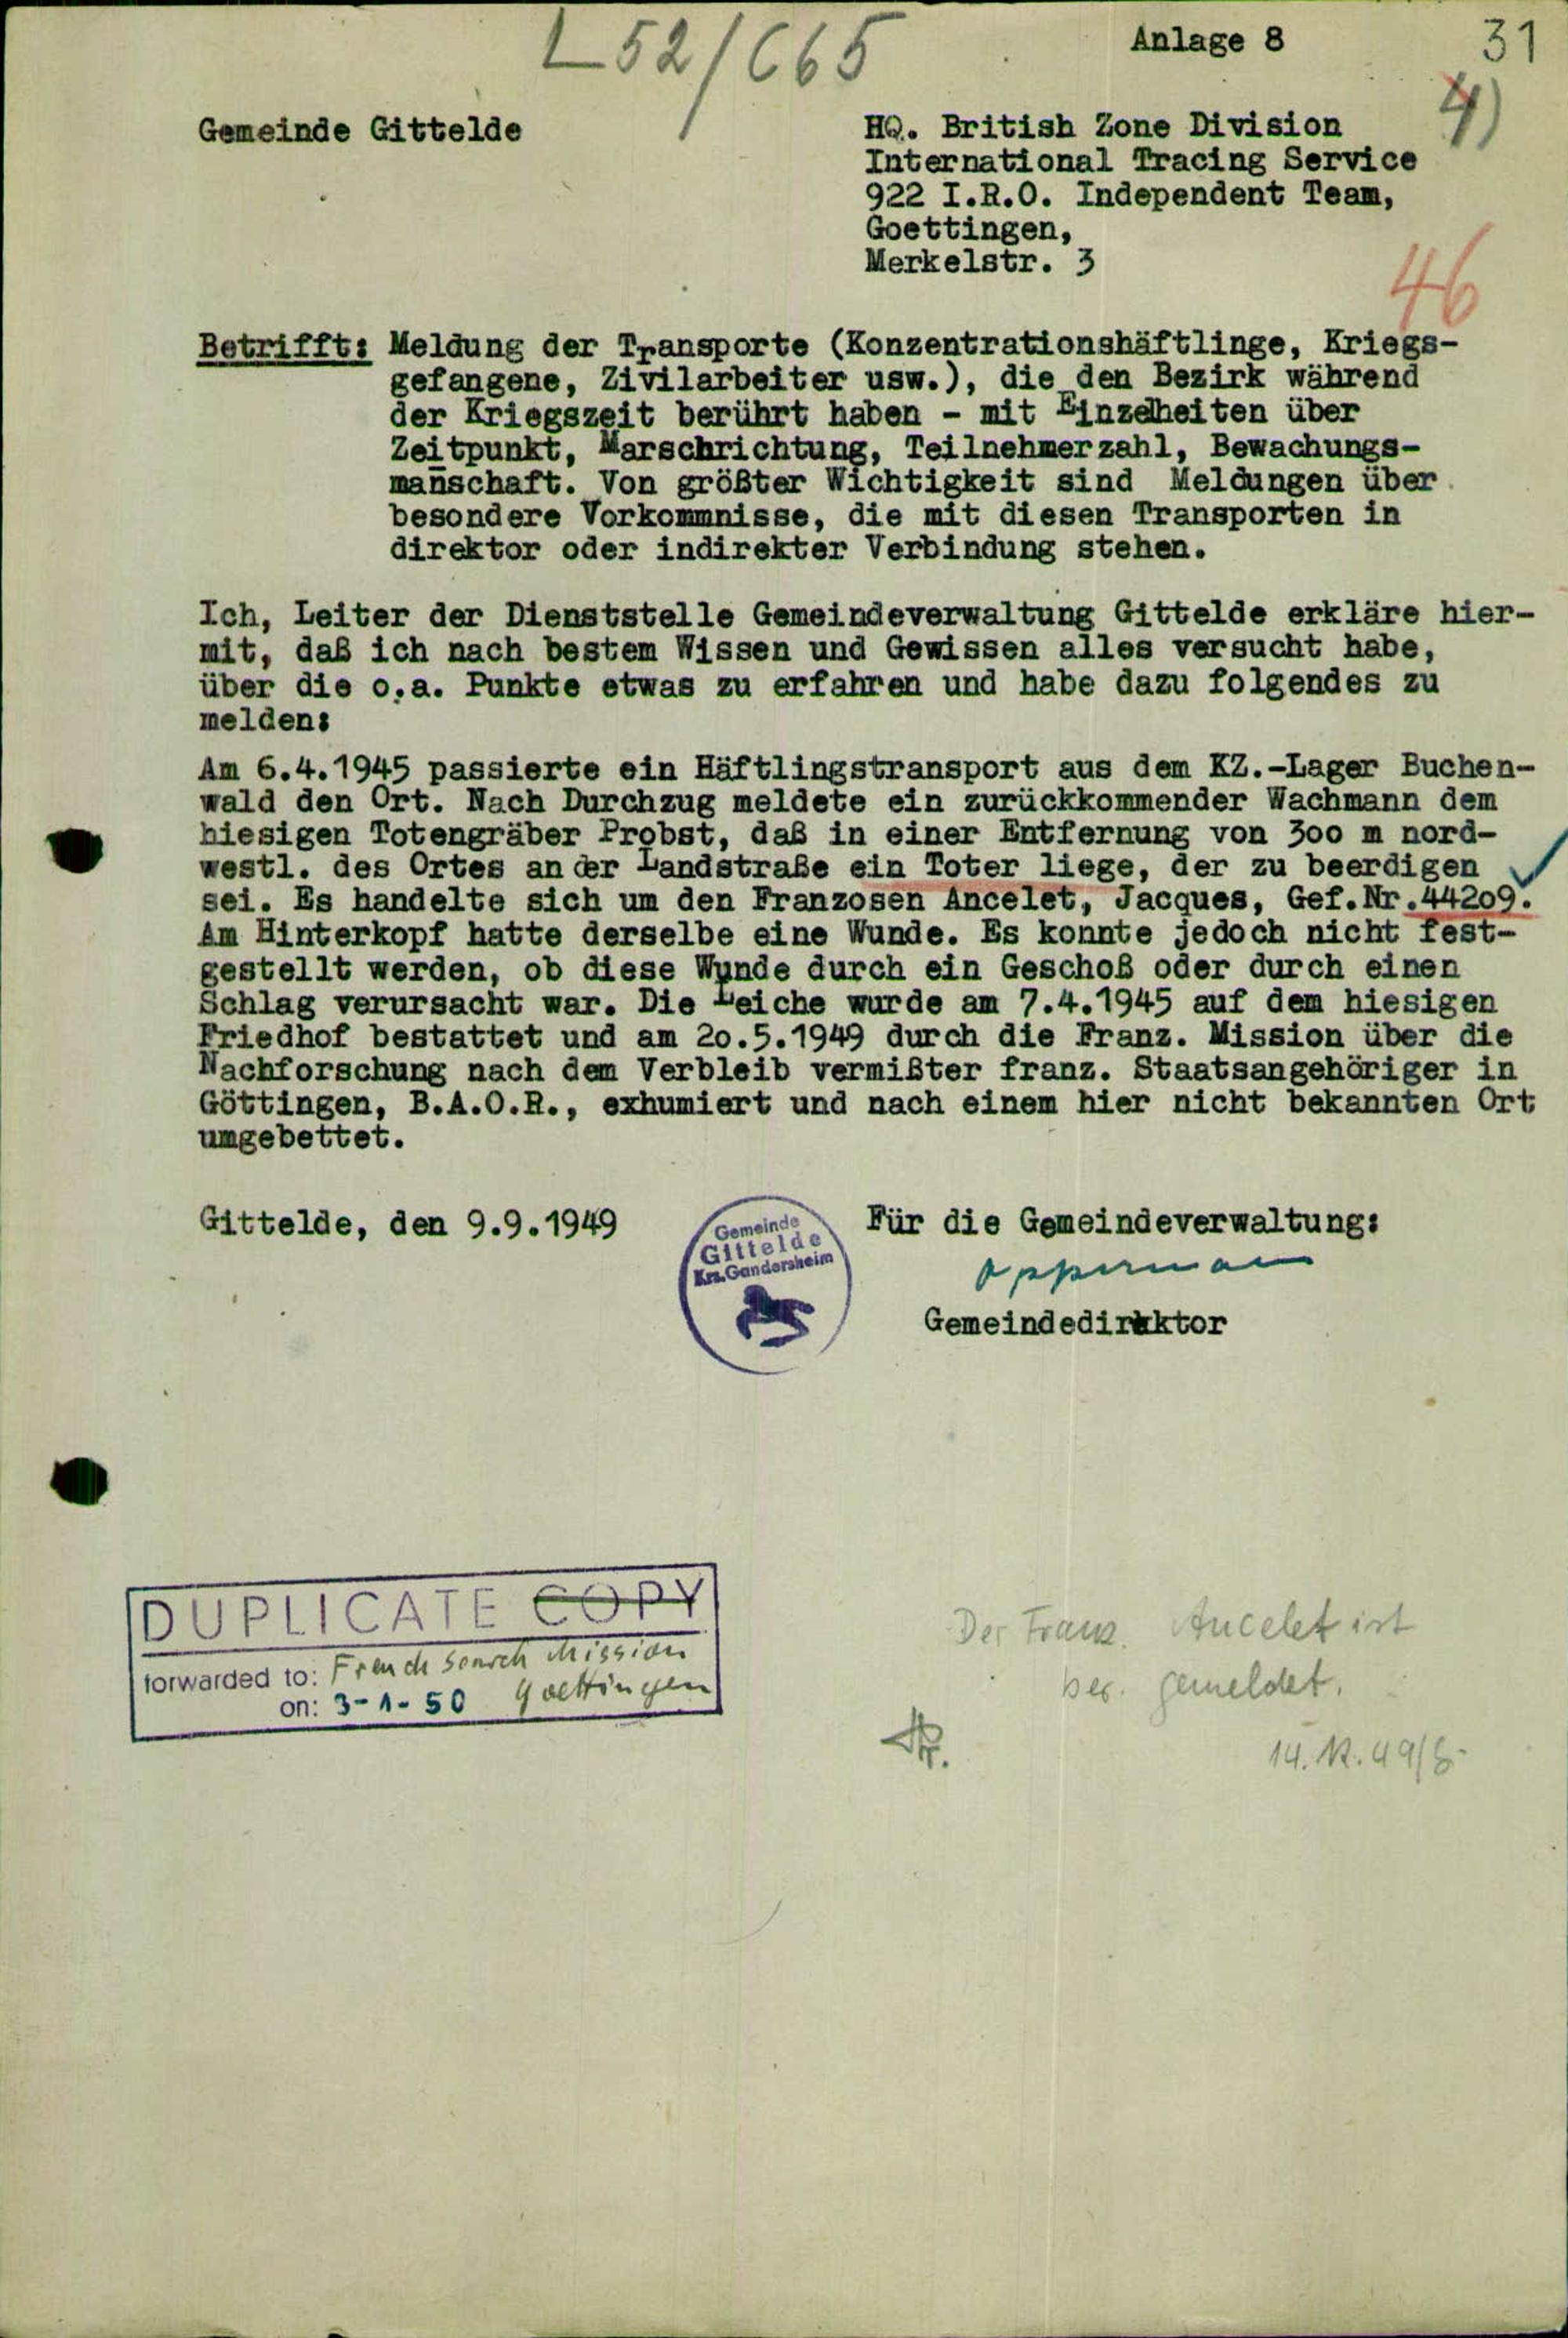 L 52/C65
Anlage 8
31
4)
Gemeinde Gittelde
HQ. British Zone Division
International Tracing Service
922 I.R.O. Independent Team,
Goettingen,
Merkelstr. 3
46
Betrifft: Meldung der Transporte (Konzentrationshäftlinge, Kriegs-
gefangene, Zivilarbeiter usw.), die den Bezirk während
der Kriegszeit berührt haben - mit Einzelheiten über
Zeitpunkt, Marschrichtung, Teilnehmerzahl, Bewachungs-
man̄schaft. Von größter Wichtigkeit sind Meldungen über
besondere Vorkommnisse, die mit diesen Transporten in
direktor oder indirekter Verbindung stehen.
Ich, Leiter der Dienststelle Gemeindeverwaltung Gittelde erkläre hier-
mit, daß ich nach bestem Wissen und Gewissen alles versucht habe,
über die o.a. Punkte etwas zu erfahren und habe dazu folgendes zu
melden:
Am 6.4.1945 passierte ein Häftlingstransport aus dem KZ.-Lager Buchen-
wald den Ort. Nach Durchzug meldete ein zurückkommender Wachmann dem
hiesigen Totengräber Probst, daß in einer Entfernung von 300 m nord-
westl. des Ortes an der Landstraße ein Toter liege, der zu beerdigen
sei. Es handelte sich um den Franzosen Ancelet, Jacques, Gef.Nr.44209.
Am Hinterkopf hatte derselbe eine Wunde. Es konnte jedoch nicht fest-
gestellt werden, ob diese Wunde durch ein Geschoß oder durch einen
Schlag verursacht war. Die Leiche wurde am 7.4.1945 auf dem hiesigen
Friedhof bestattet und am 20.5.1949 durch die Franz. Mission über die
Nachforschung nach dem Verbleib vermißter franz. Staatsangehöriger in
Göttingen, B.A.O.R., exhumiert und nach einem hier nicht bekannten Ort
umgebettet.
Gittelde, den 9.9.1949
Gemeinde
Gittelde
Krs. Gandersheim
Für die Gemeindeverwaltung:
Oppermann
Gemeindedirektor
DUPLICATE COPY
forwarded to: French Search Mission
on: 3-1-50 Goettingen
Der Franz. Ancelet ist
ber. gemeldet.
14.12.49/